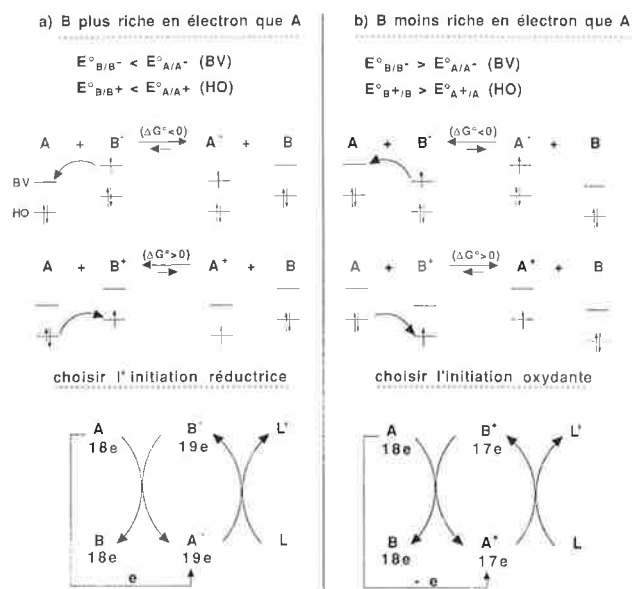 a) B plus riche en électron que A
E°B/B- < E°A/A- (BV)
E°B/B+ < E°A/A+ (HO)
A + B- (ΔG°<0) A- + B
BV
HO
A + B+ (ΔG°>0) A+ + B
choisir l'initiation réductrice
A B- L'
18e 19e
B A- L
18e 19e
e
b) B moins riche en électron que A
E°B/B- > E°A/A- (BV)
E°B+/B > E°A+/A (HO)
A + B- (ΔG°<0) A- + B
A + B+ (ΔG°>0) A+ + B
choisir l'initiation oxydante
A B+ L'
18e 17e
B A+ L
18e 17e
- e